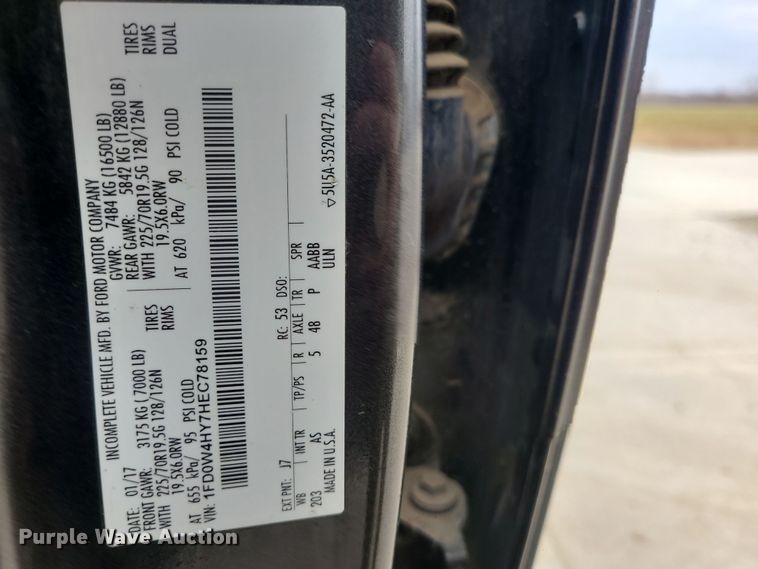 INCOMPLETE VEHICLE MFD. BY FORD MOTOR COMPANY
DATE: 01/17 GVWR: 7484 KG (16500 LB)
FRONT GAWR: 3175 KG (7000 LB) REAR GAWR: 5842 KG (12880 LB)
WITH 225/70R19.5G 128/126N TIRES WITH 225/70R19.5G 128/126N TIRES
19.5X6.0RW RIMS 19.5X6.0RW RIMS
AT 655 kPa/ 95 PSI COLD AT 620 kPa/ 90 PSI COLD DUAL
VIN: 1FD0W4HY7HEC78159
EXT PNT: J7 RC: 53 DSO:
WB INT TR TP/PS R AXLE TR SPR
203 AS 5 48 P AABB
MADE IN U.S.A. ULN
▽5U5A-3520472-AA
Purple Wave Auction